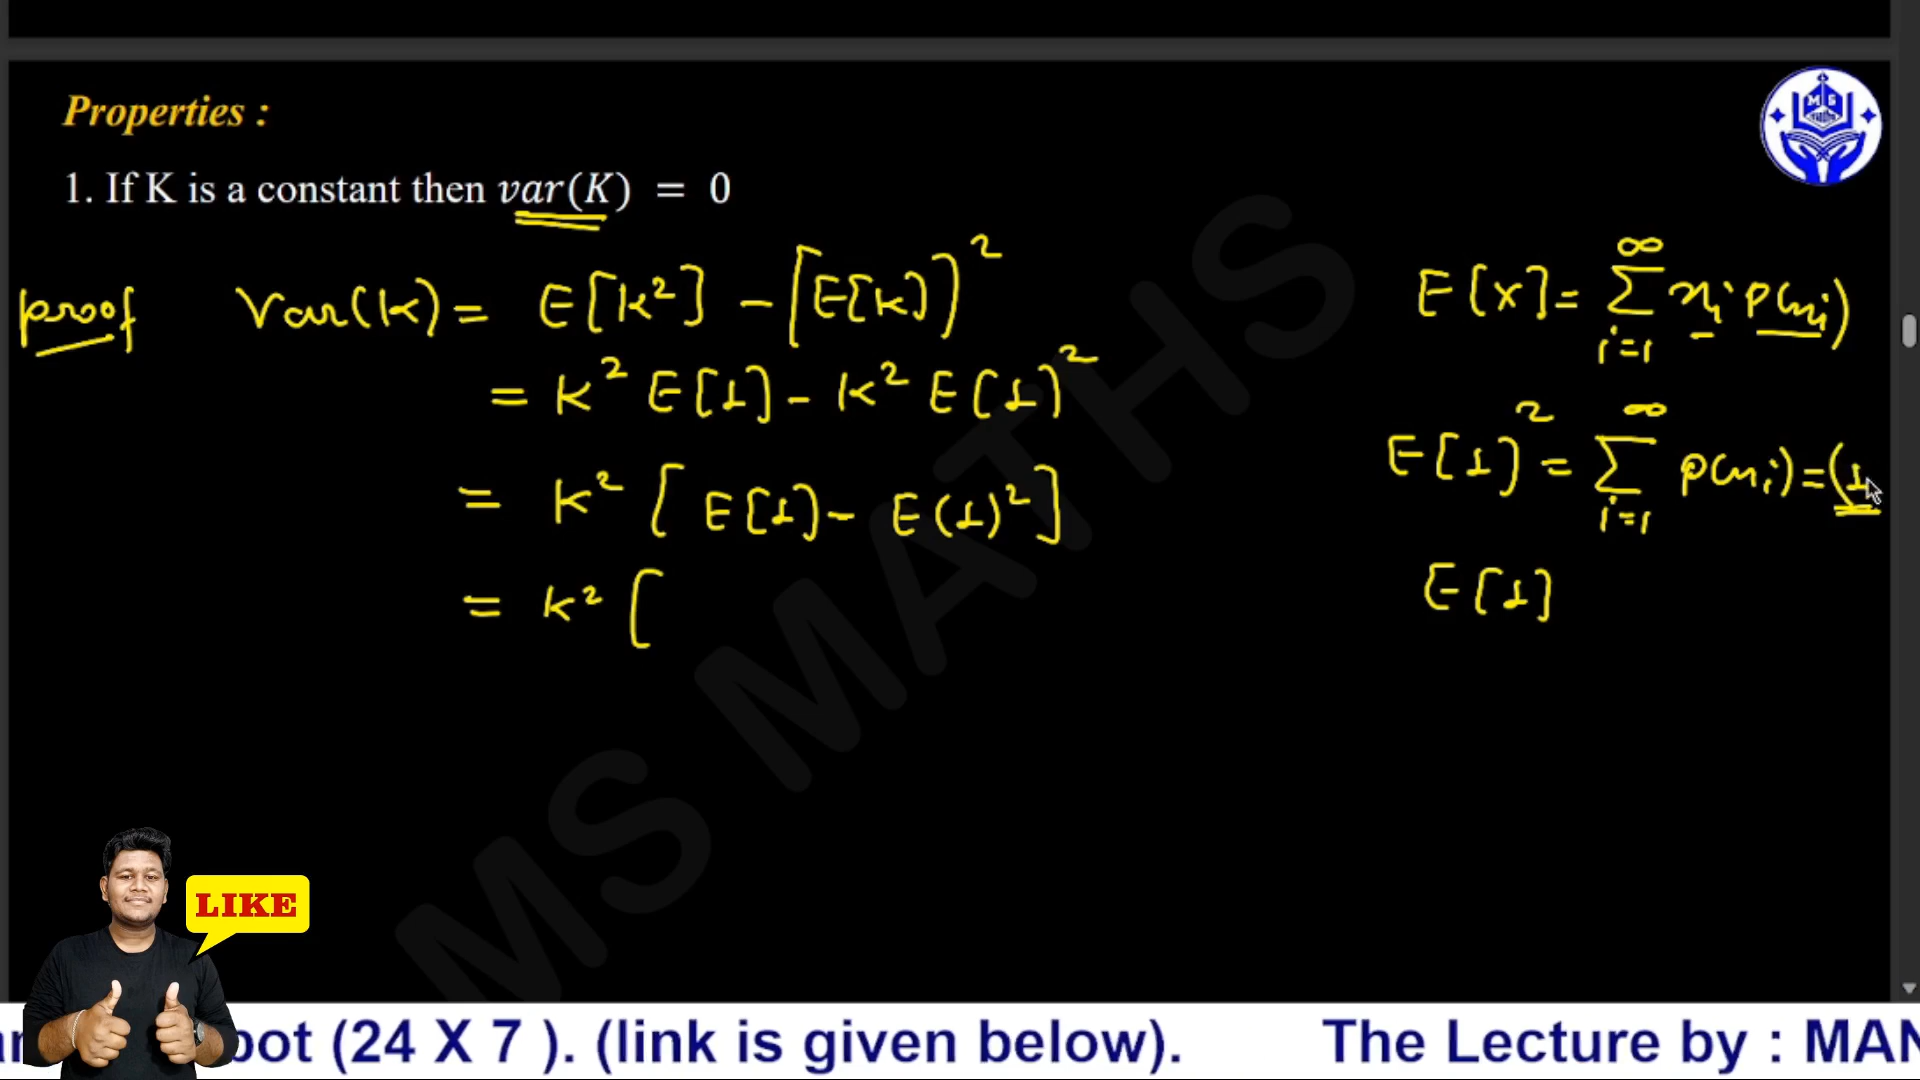 Properties :
1. If K is a constant then var(K) = 0
proof Var(K) = E[K²] - [E[K]]²
= K² E[1] - K² E[1]²
= K² [E[1] - E(1)²]
= K² [
E[X] = ∞ Σ i=1 xi p(xi)
E[1]² = ∞ Σ i=1 p(xi) = (1
E[1]
MS MATHS
LIKE
bot (24 X 7 ). (link is given below). The Lecture by : MAN